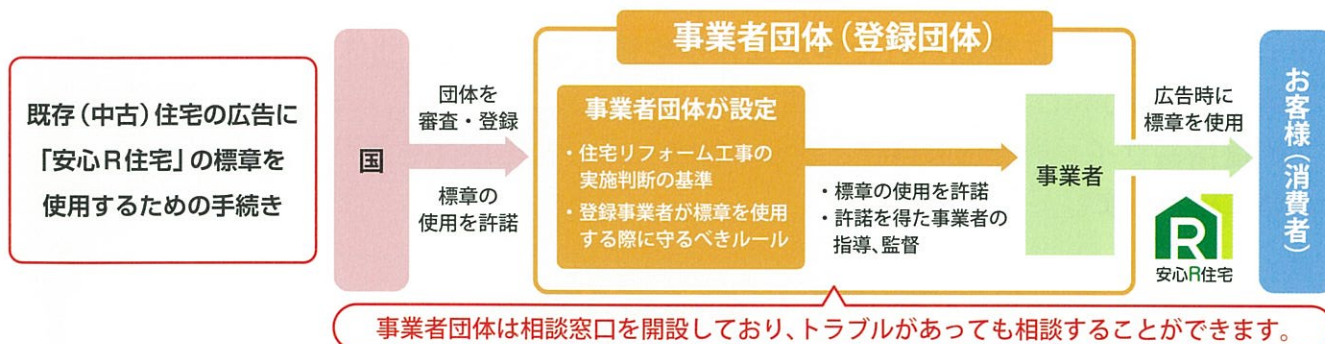 既存（中古）住宅の広告に
「安心R住宅」の標章を
使用するための手続き
国
団体を
審査・登録
標章の
使用を許諾
事業者団体（登録団体）
事業者団体が設定
・住宅リフォーム工事の
実施判断の基準
・登録事業者が標章を使用
する際に守るべきルール
・標章の使用を許諾
・許諾を得た事業者の
指導、監督
事業者
広告時に
標章を使用
R
安心R住宅
お客様（消費者）
事業者団体は相談窓口を開設しており、トラブルがあっても相談することができます。